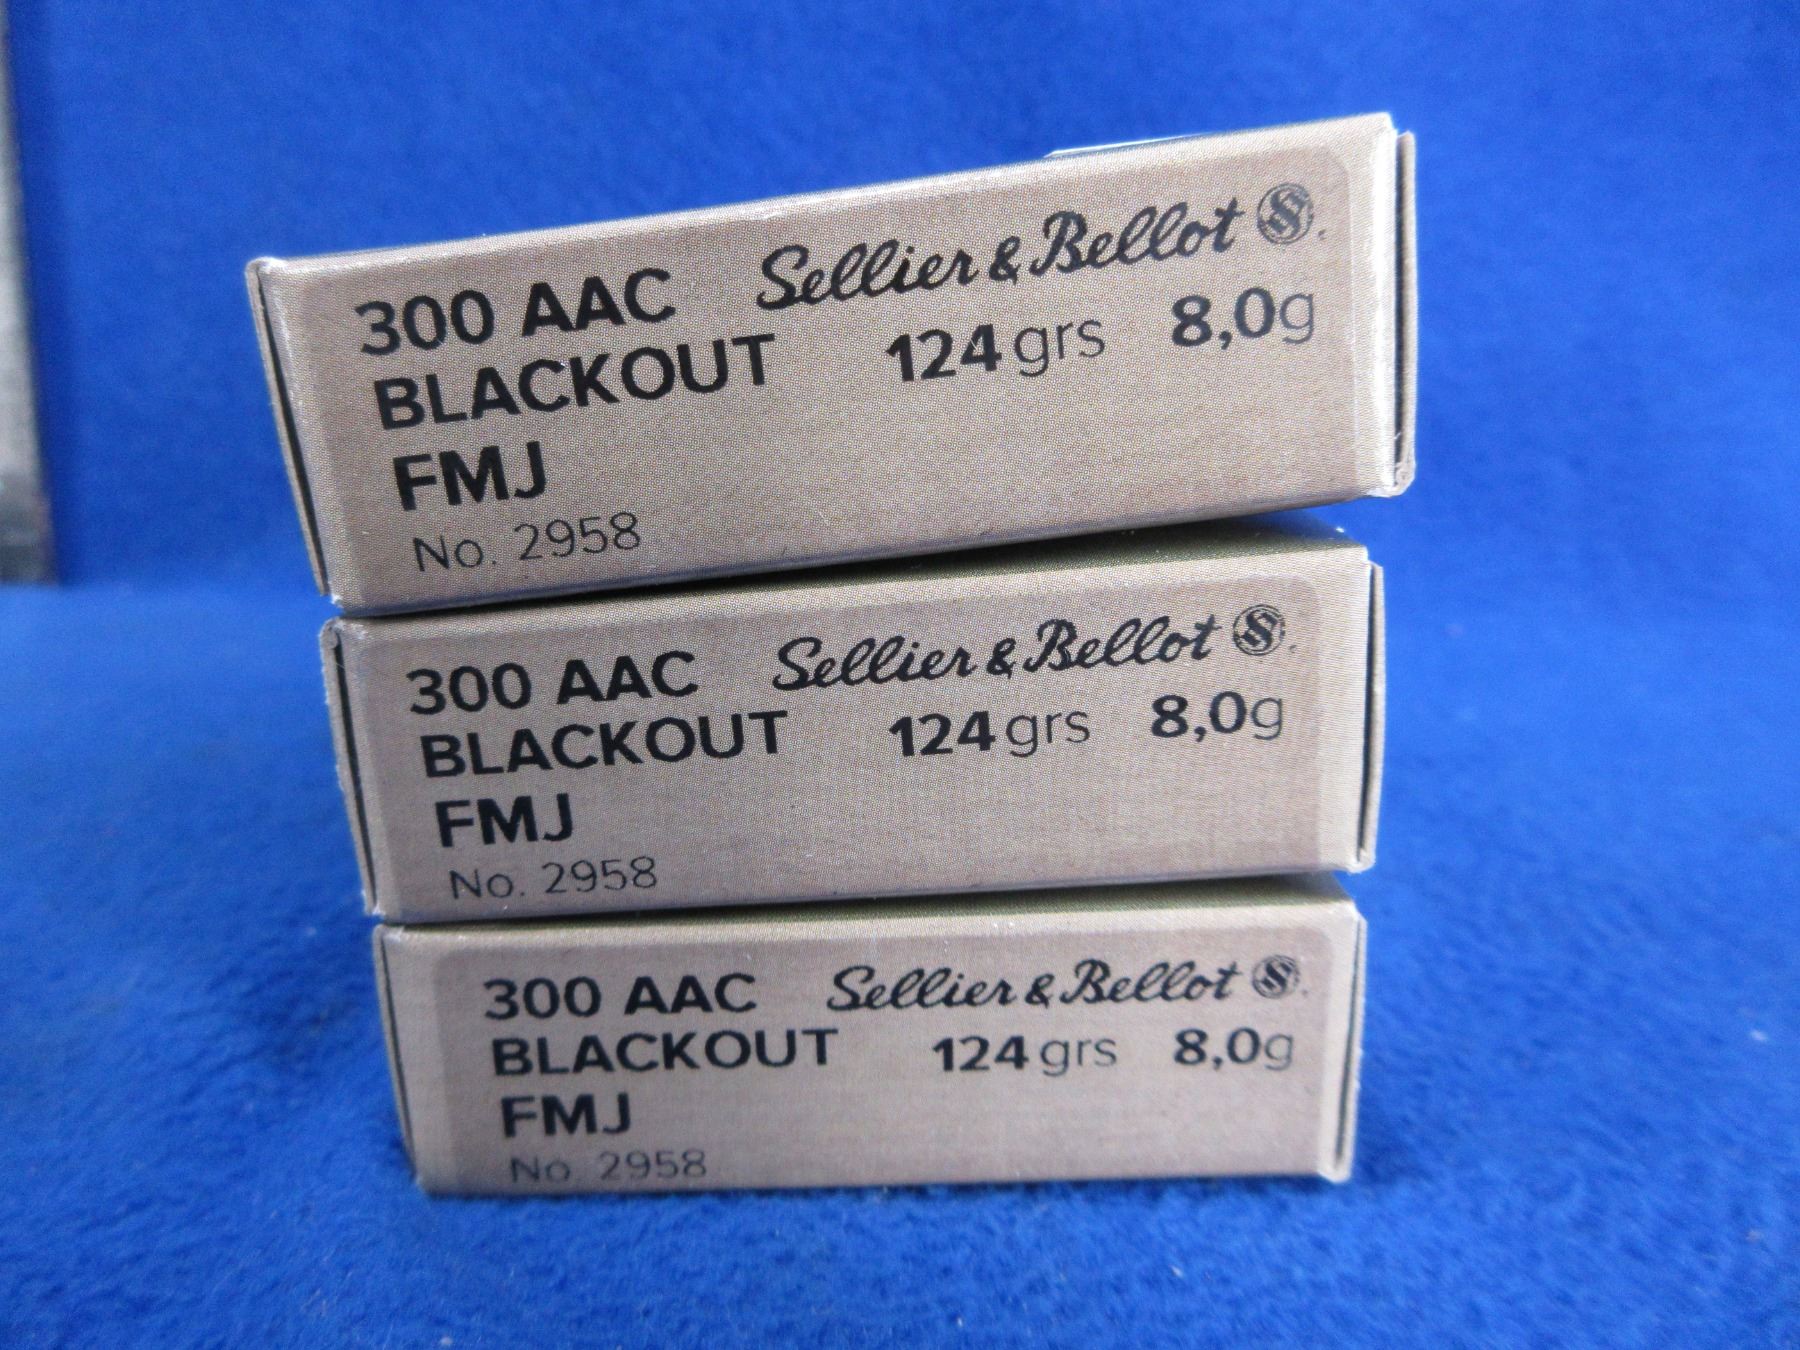 300 AAC Sellier & Bellot
BLACKOUT 124 grs 8,0g
FMJ
No. 2958
300 AAC Sellier & Bellot
BLACKOUT 124 grs 8,0g
FMJ
No. 2958
300 AAC Sellier & Bellot
BLACKOUT 124 grs 8,0g
FMJ
No. 2958